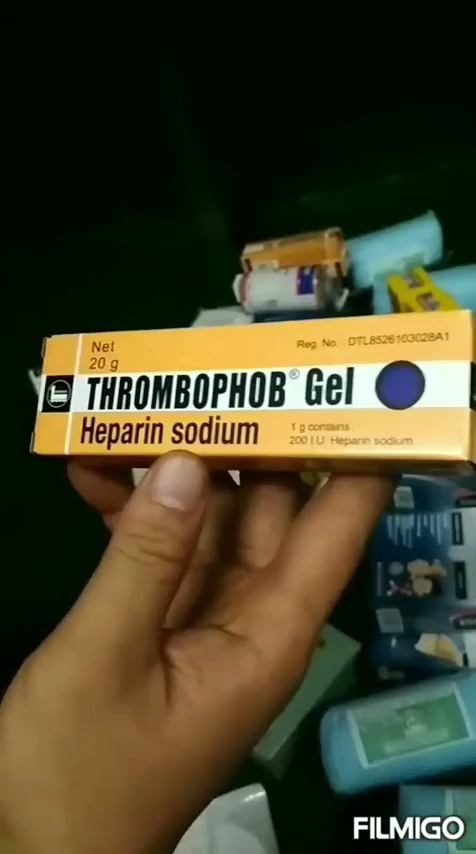 Net
20 g
Reg. No. : DTL8526103028A1
THROMBOPHOB® Gel
Heparin sodium
1 g contains :
200 I.U. Heparin sodium
FILMIGO